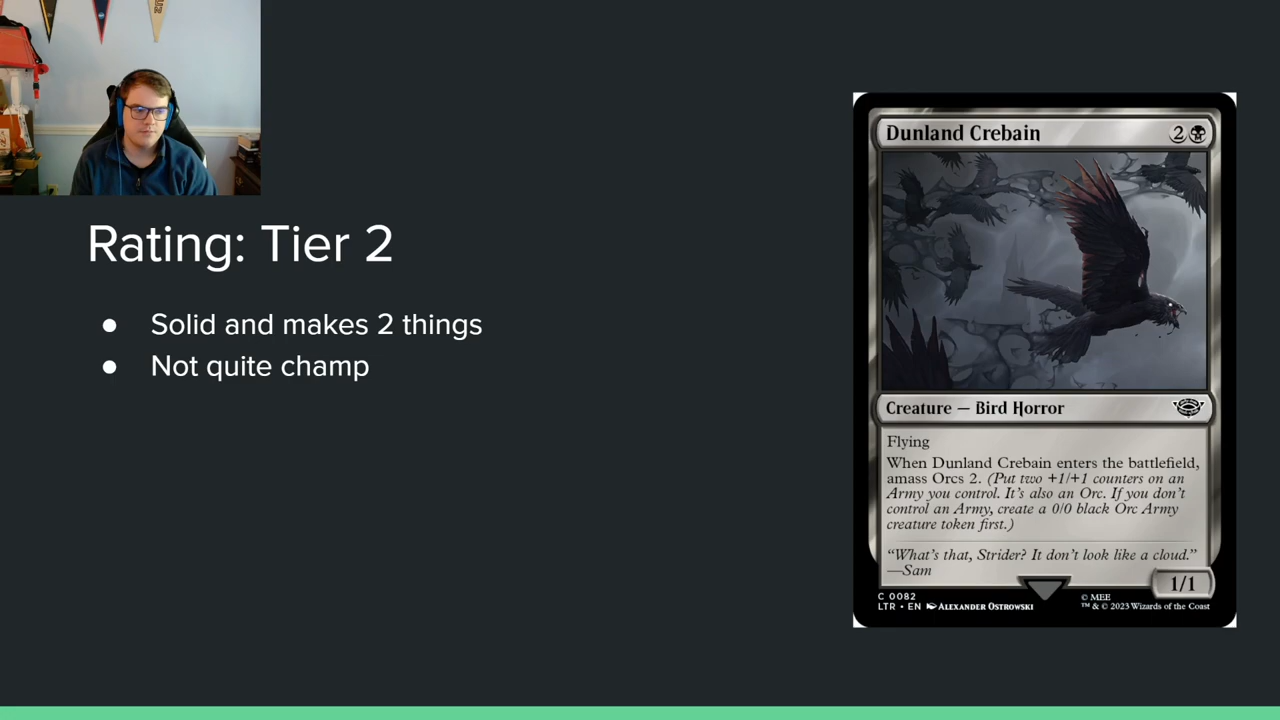 Rating: Tier 2
● Solid and makes 2 things
● Not quite champ
Dunland Crebain 2
Creature — Bird Horror
Flying
When Dunland Crebain enters the battlefield,
amass Orcs 2. (Put two +1/+1 counters on an
Army you control. It's also an Orc. If you don't
control an Army, create a 0/0 black Orc Army
creature token first.)
“What's that, Strider? It don't look like a cloud.”
—Sam
1/1
C 0082
LTR • EN Alexander Ostrowski
© MEE
™ & © 2023 Wizards of the Coast